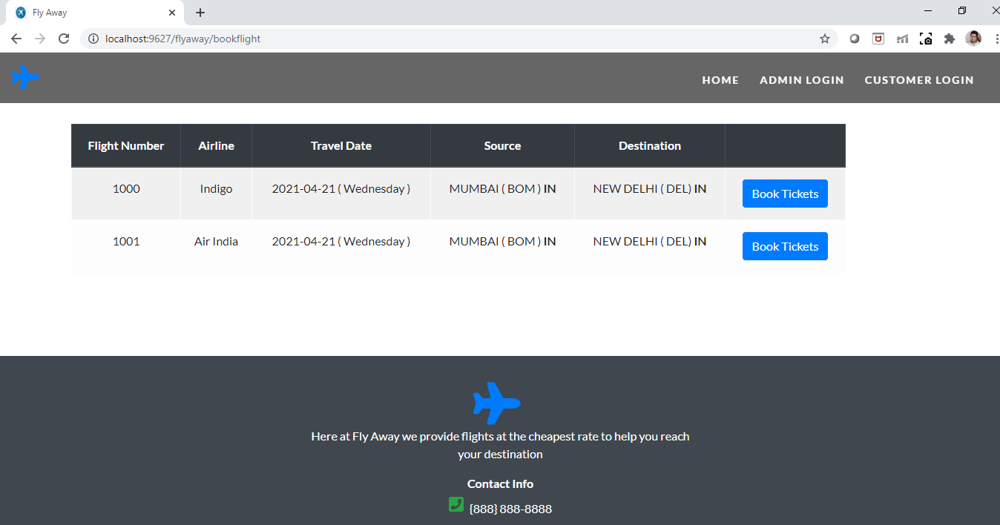 Fly Away
localhost:9627/flyaway/bookflight
HOME ADMIN LOGIN CUSTOMER LOGIN
Flight Number Airline Travel Date Source Destination
1000 Indigo 2021-04-21 ( Wednesday ) MUMBAI ( BOM ) IN NEW DELHI ( DEL) IN Book Tickets
1001 Air India 2021-04-21 ( Wednesday ) MUMBAI ( BOM ) IN NEW DELHI ( DEL) IN Book Tickets
Here at Fly Away we provide flights at the cheapest rate to help you reach
your destination
Contact Info
{888} 888-8888